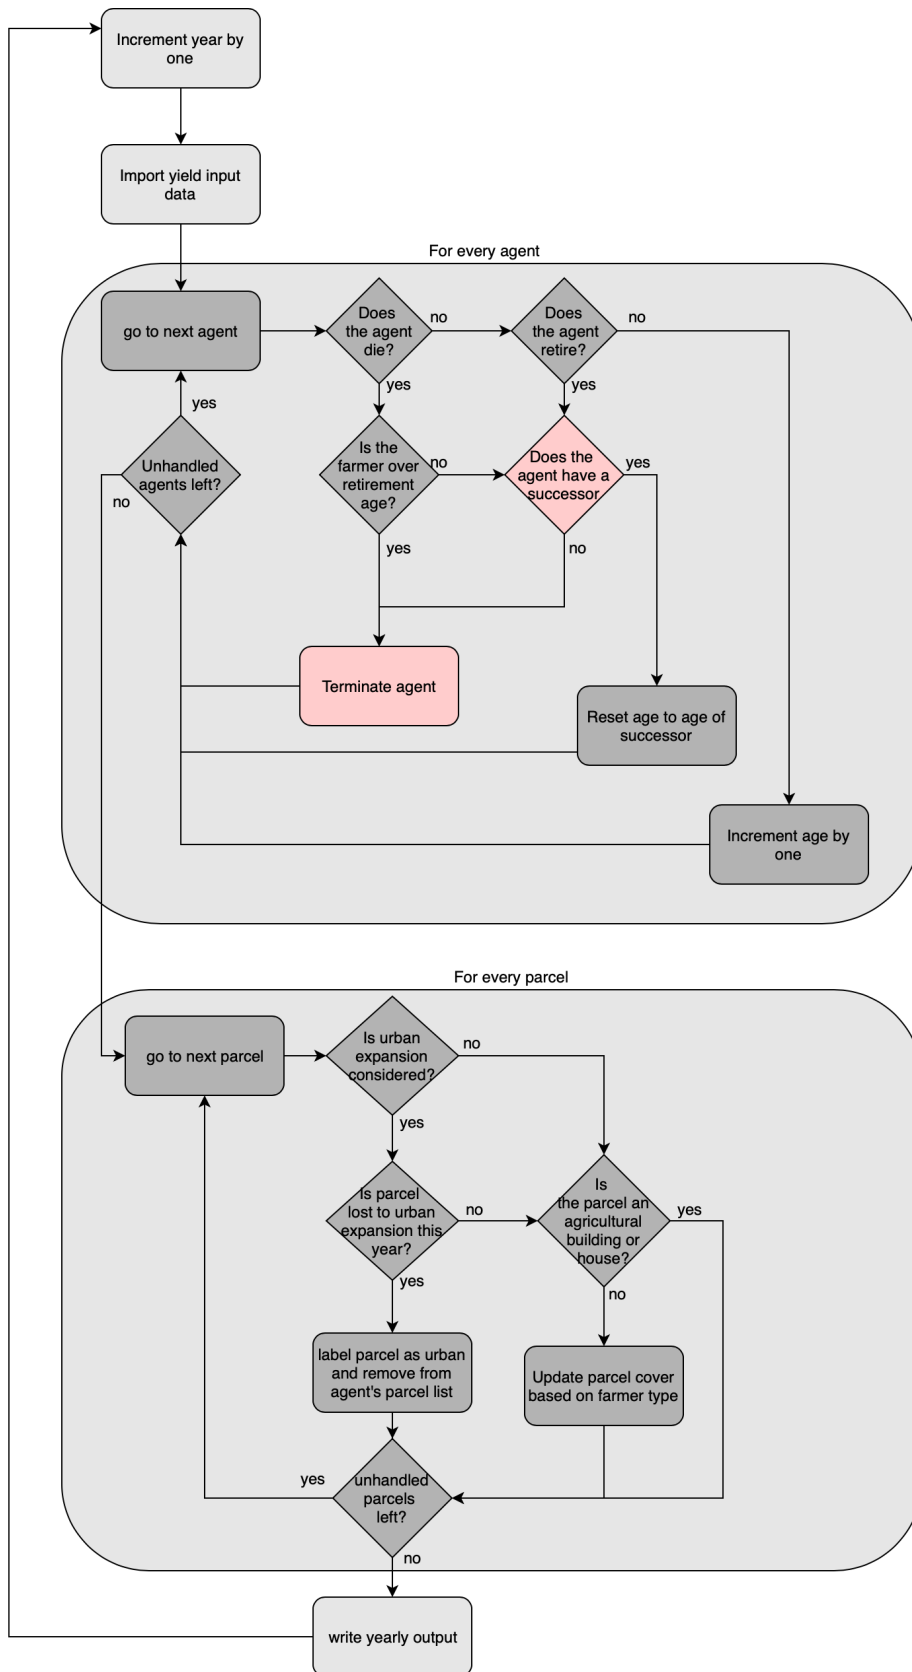 Increment year by
one
Import yield input
data
For every agent
go to next agent
Does
the agent
die?
no
Does
the agent
retire?
no
yes
yes
yes
Unhandled
agents left?
no
Is the
farmer over
retirement
age?
no
Does the
agent have a
successor
yes
yes
no
Terminate agent
Reset age to age of
successor
Increment age by
one
For every parcel
go to next parcel
Is urban
expansion
considered?
no
yes
Is parcel
lost to urban
expansion this
year?
no
Is
the parcel an
agricultural
building or
house?
yes
yes
no
label parcel as urban
and remove from
agent's parcel list
Update parcel cover
based on farmer type
yes
unhandled
parcels
left?
no
write yearly output